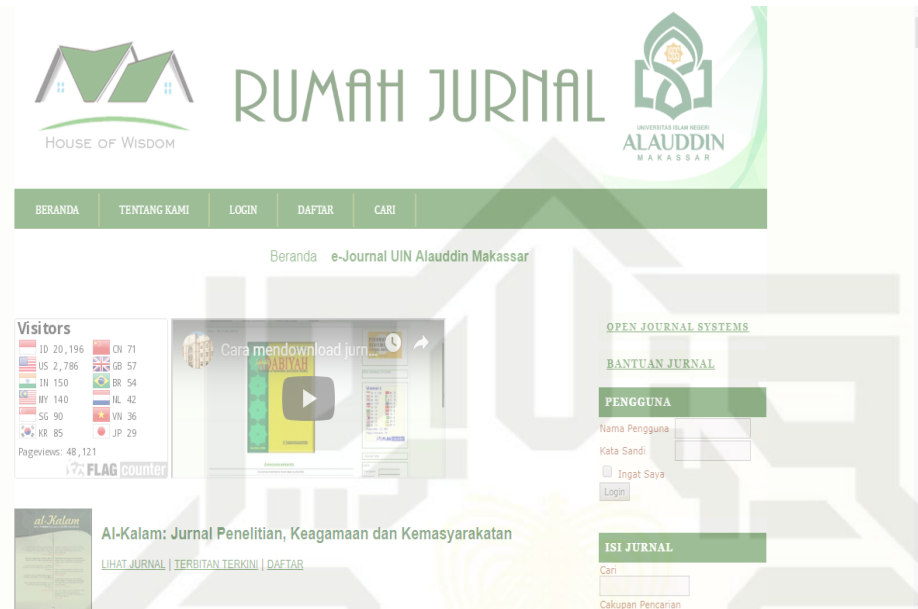 RUMAH JURNAL
HOUSE OF WISDOM
UNIVERSITAS ISLAM NEGERI
ALAUDDIN
MAKASSAR
BERANDA TENTANG KAMI LOGIN DAFTAR CARI
Beranda e-Journal UIN Alauddin Makassar
Visitors
ID 20,196 CN 71
US 2,786 GB 57
IN 150 BR 54
MY 140 NL 42
SG 90 VN 36
KR 85 JP 29
Pageviews: 48,121
FLAG counter
Cara mendownload jurn...
ADABIYAH
OPEN JOURNAL SYSTEMS
BANTUAN JURNAL
PENGGUNA
Nama Pengguna
Kata Sandi
Ingat Saya
Login
al-Kalam
Al-Kalam: Jurnal Penelitian, Keagamaan dan Kemasyarakatan
LIHAT JURNAL | TERBITAN TERKINI | DAFTAR
ISI JURNAL
Cari
Cakupan Pencarian